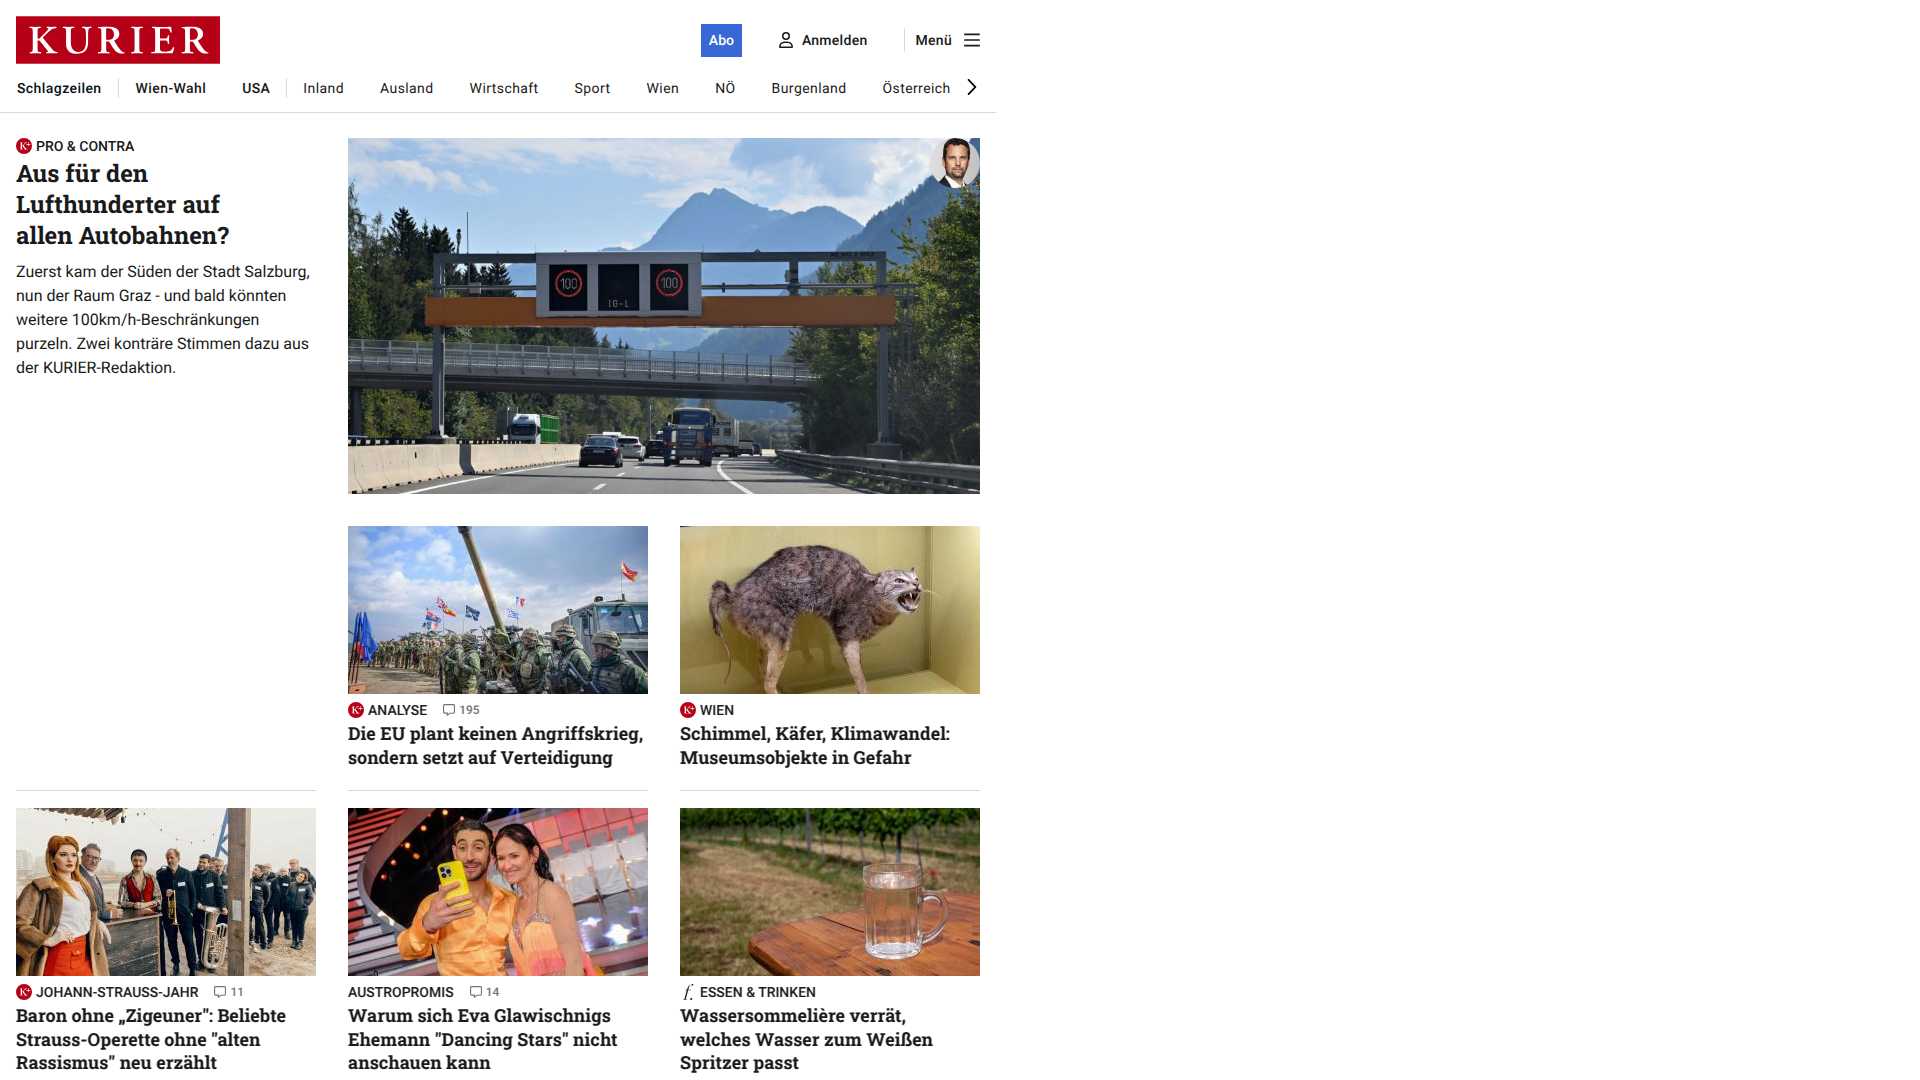 KURIER
Abo
Anmelden
Menü
Schlagzeilen
Wien-Wahl
USA
Inland
Ausland
Wirtschaft
Sport
Wien
NÖ
Burgenland
Österreich
K+ PRO & CONTRA
Aus für den
Lufthunderter auf
allen Autobahnen?
Zuerst kam der Süden der Stadt Salzburg,
nun der Raum Graz - und bald könnten
weitere 100km/h-Beschränkungen
purzeln. Zwei konträre Stimmen dazu aus
der KURIER-Redaktion.
100
IG-L
100
K+ ANALYSE 195
Die EU plant keinen Angriffskrieg,
sondern setzt auf Verteidigung
K+ WIEN
Schimmel, Käfer, Klimawandel:
Museumsobjekte in Gefahr
K+ JOHANN-STRAUSS-JAHR 11
Baron ohne „Zigeuner": Beliebte
Strauss-Operette ohne "alten
Rassismus" neu erzählt
AUSTROPROMIS 14
Warum sich Eva Glawischnigs
Ehemann "Dancing Stars" nicht
anschauen kann
f. ESSEN & TRINKEN
Wassersommelière verrät,
welches Wasser zum Weißen
Spritzer passt